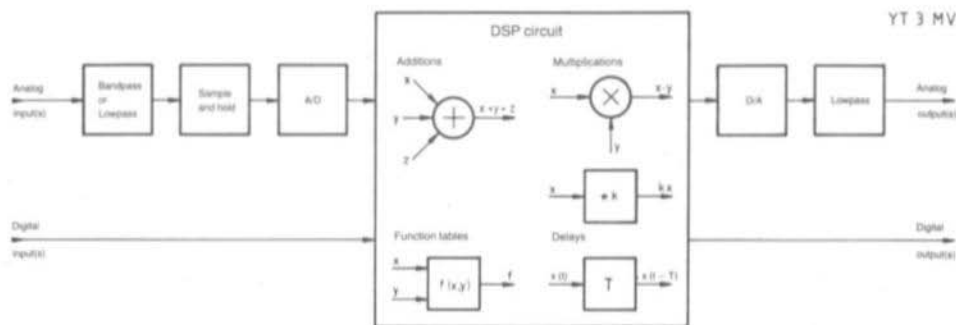 YT 3 MV
DSP circuit
Analog
input(s)
Bandpass
or
Lowpass
Sample
and hold
A/D
Additions
x
y
z
+
x + y + z
Multiplications
x
×
x·y
y
D/A
Lowpass
Analog
output(s)
x
* k
k x
Digital
input(s)
Digital
output(s)
Function tables
x
y
f (x,y)
f
Delays
x (t)
T
x (t − T)